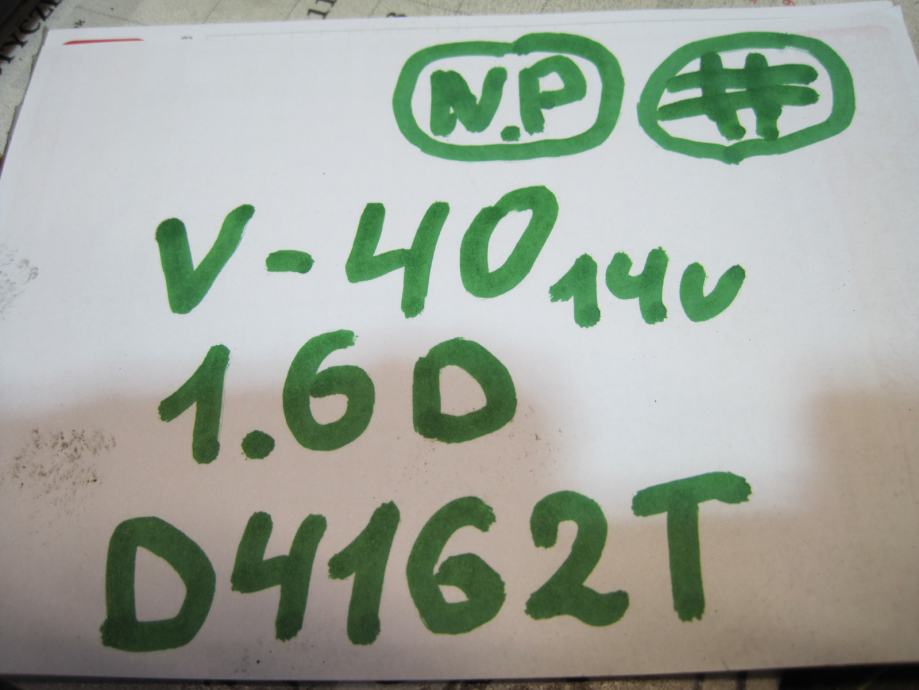 N.P #
V-40 14v
1.6D
D4162T